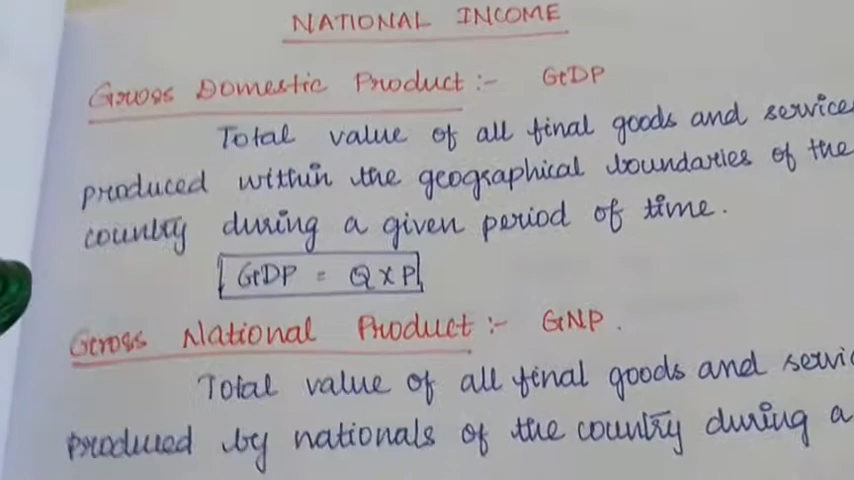 NATIONAL INCOME
Gross Domestic Product :- GDP
Total value of all final goods and service
produced within the geographical boundaries of the
country during a given period of time.
GDP = Q X P
Gross National Product :- GNP.
Total value of all final goods and servic
produced by nationals of the country during a